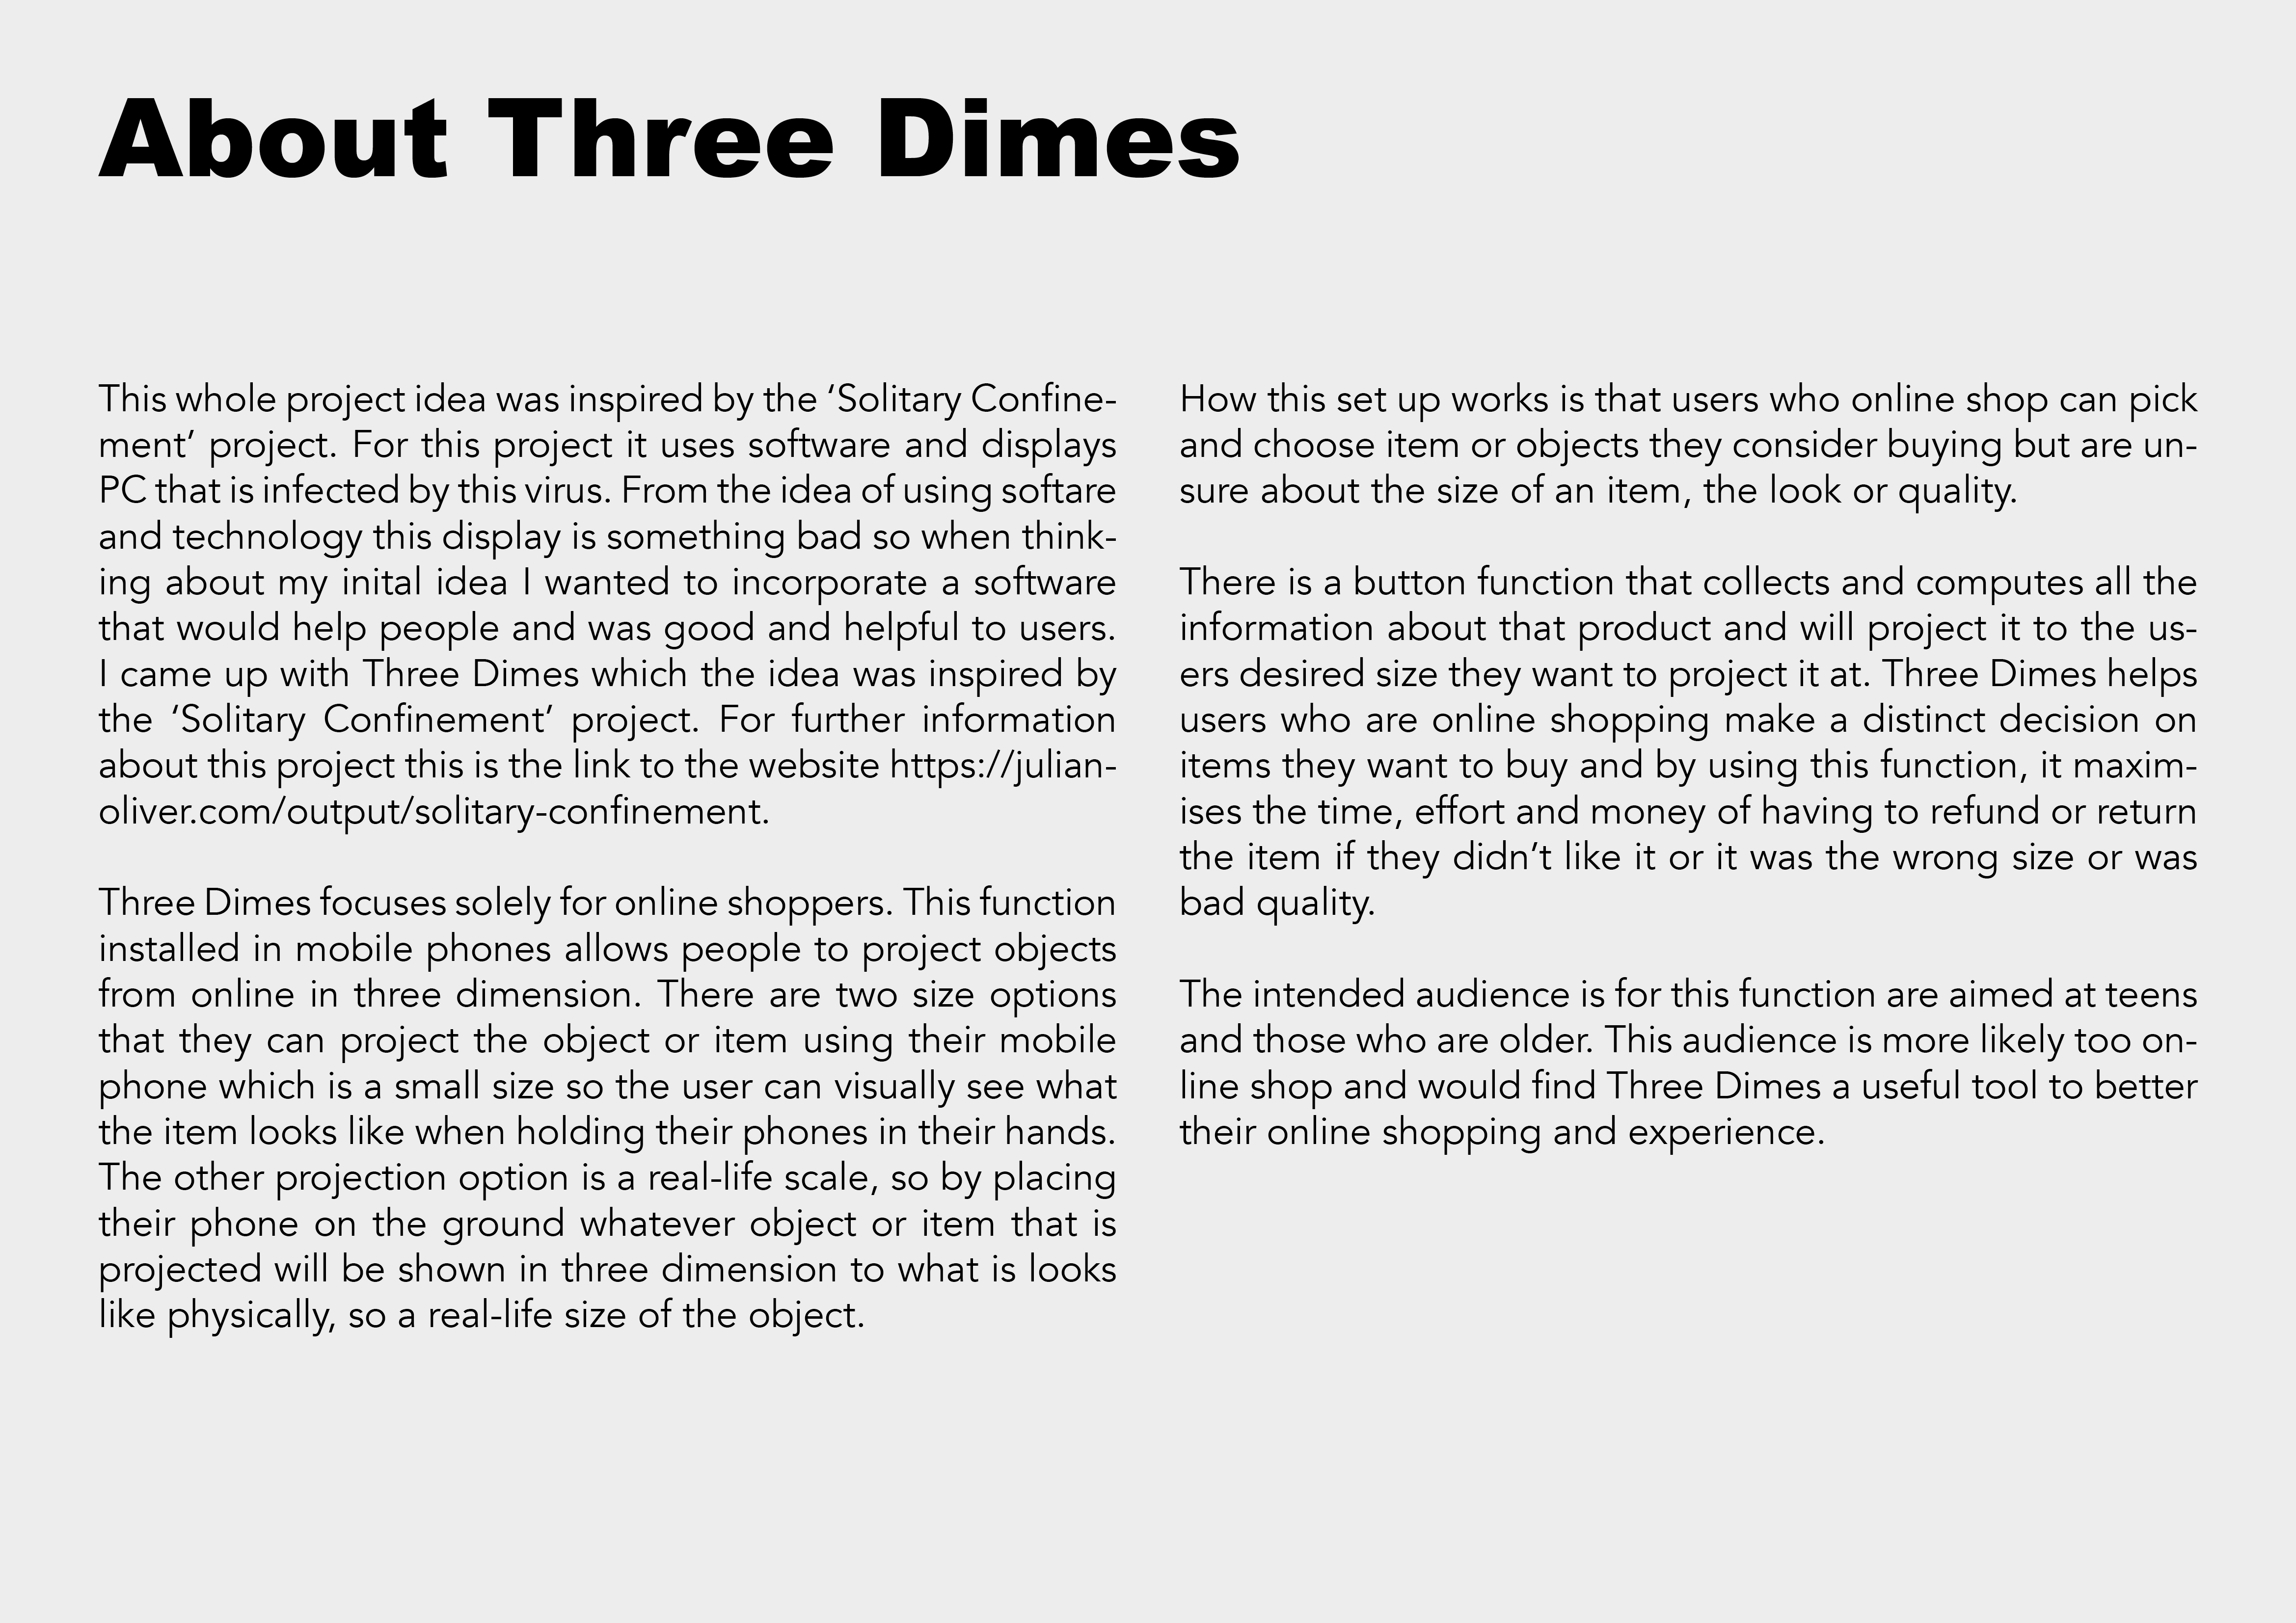 About Three Dimes
This whole project idea was inspired by the ‘Solitary Confine-
ment’ project. For this project it uses software and displays
PC that is infected by this virus. From the idea of using softare
and technology this display is something bad so when think-
ing about my inital idea I wanted to incorporate a software
that would help people and was good and helpful to users.
I came up with Three Dimes which the idea was inspired by
the ‘Solitary Confinement’ project. For further information
about this project this is the link to the website https://julian-
oliver.com/output/solitary-confinement.
Three Dimes focuses solely for online shoppers. This function
installed in mobile phones allows people to project objects
from online in three dimension. There are two size options
that they can project the object or item using their mobile
phone which is a small size so the user can visually see what
the item looks like when holding their phones in their hands.
The other projection option is a real-life scale, so by placing
their phone on the ground whatever object or item that is
projected will be shown in three dimension to what is looks
like physically, so a real-life size of the object.
How this set up works is that users who online shop can pick
and choose item or objects they consider buying but are un-
sure about the size of an item, the look or quality.
There is a button function that collects and computes all the
information about that product and will project it to the us-
ers desired size they want to project it at. Three Dimes helps
users who are online shopping make a distinct decision on
items they want to buy and by using this function, it maxim-
ises the time, effort and money of having to refund or return
the item if they didn’t like it or it was the wrong size or was
bad quality.
The intended audience is for this function are aimed at teens
and those who are older. This audience is more likely too on-
line shop and would find Three Dimes a useful tool to better
their online shopping and experience.